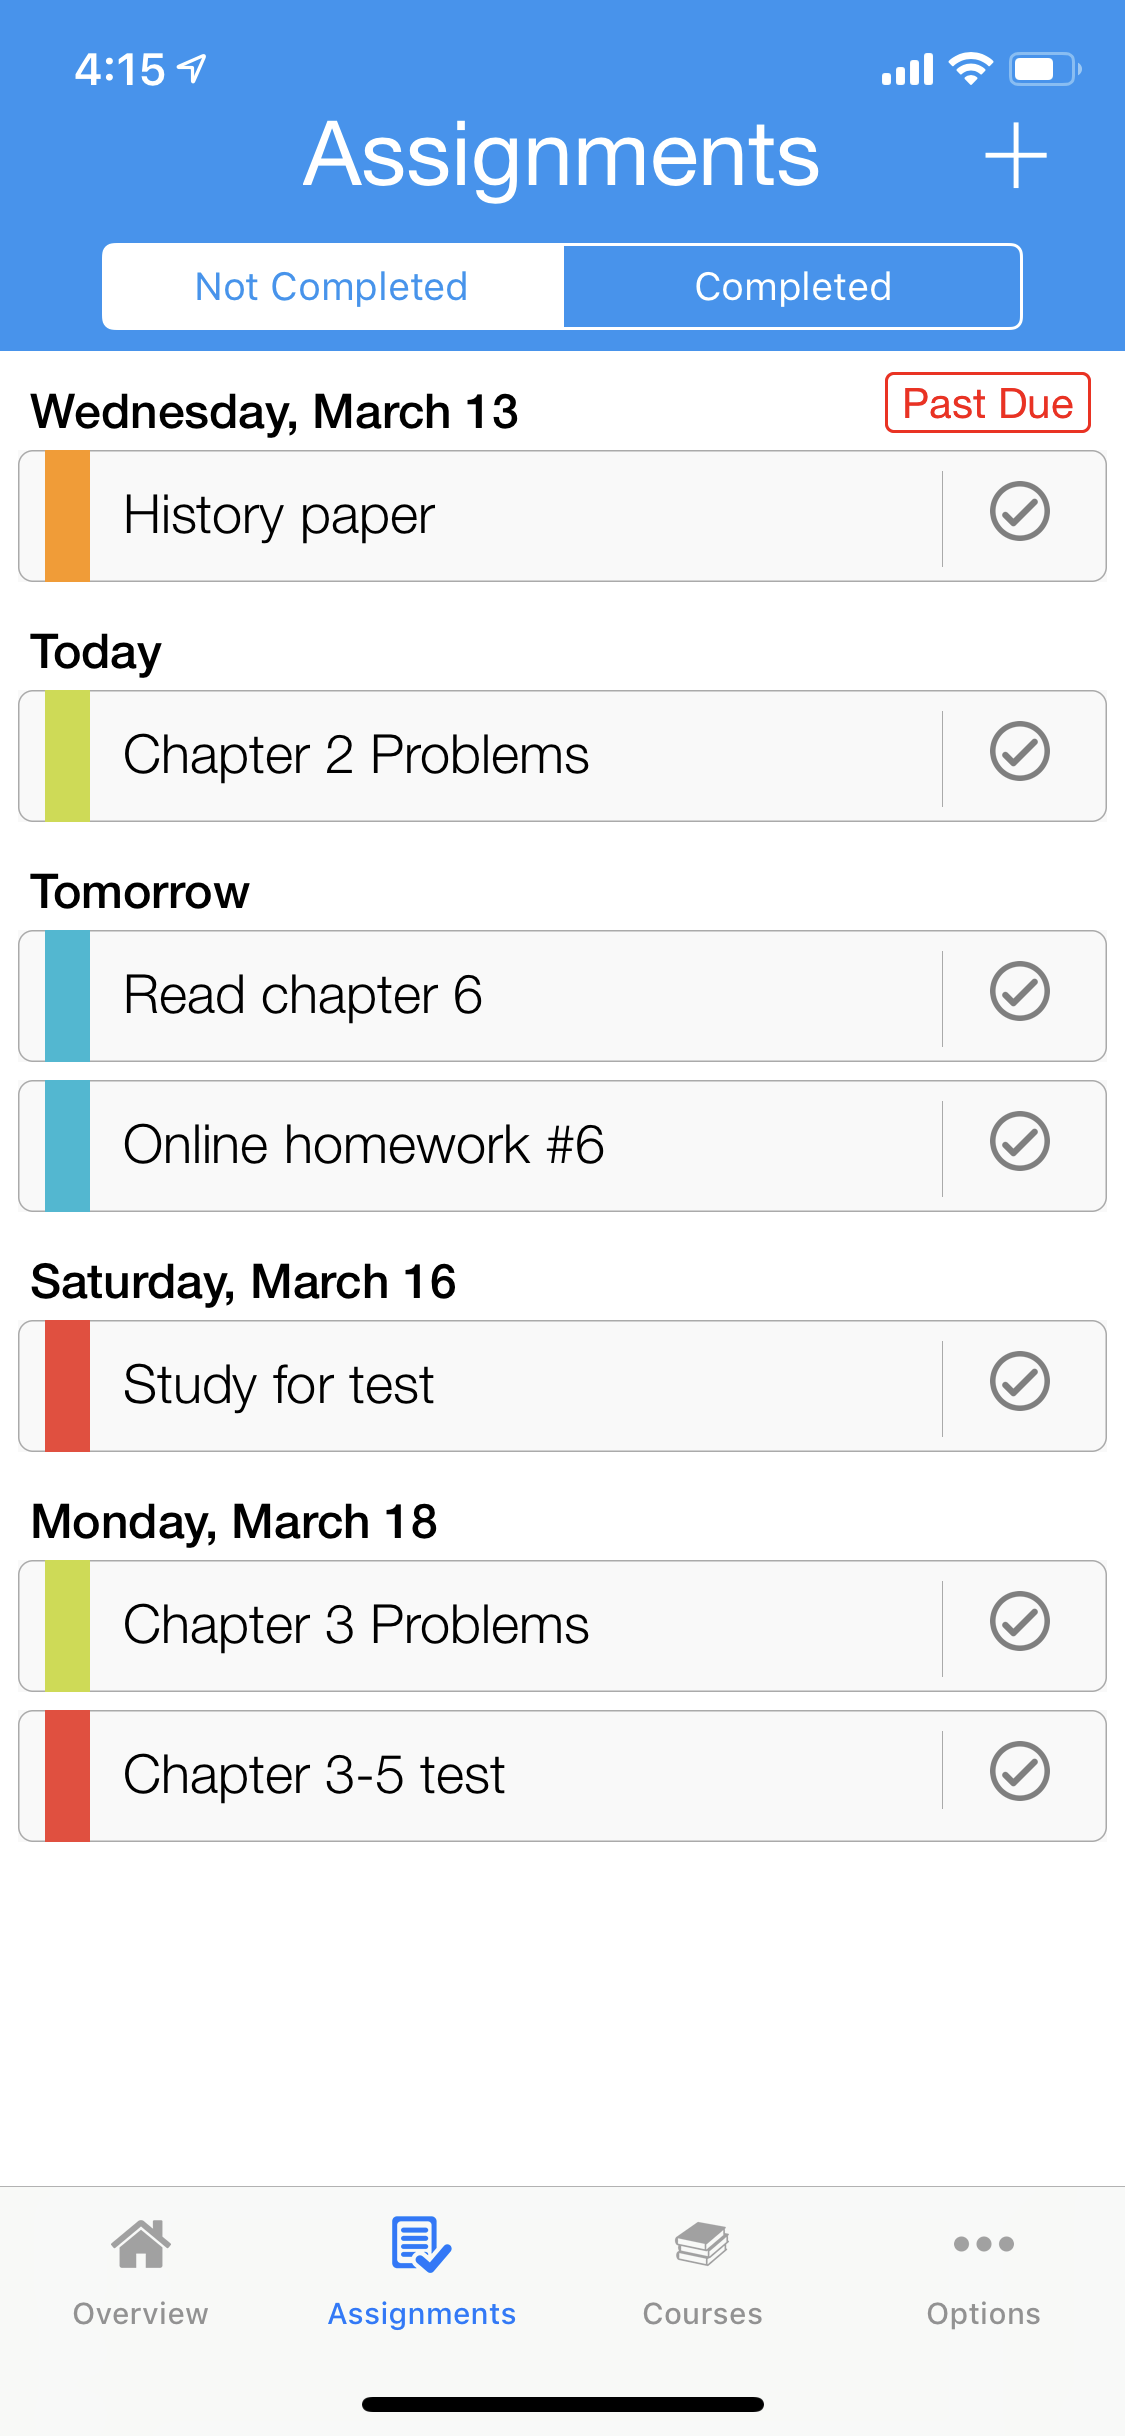 4:15
Assignments
Not Completed
Completed
Wednesday, March 13
Past Due
History paper
Today
Chapter 2 Problems
Tomorrow
Read chapter 6
Online homework #6
Saturday, March 16
Study for test
Monday, March 18
Chapter 3 Problems
Chapter 3-5 test
Overview
Assignments
Courses
Options